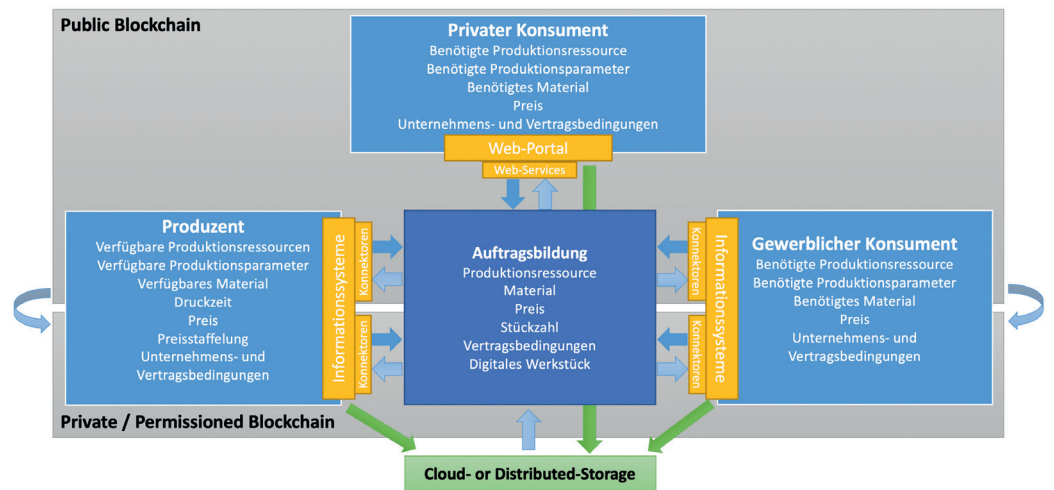 Public Blockchain
Privater Konsument
Benötigte Produktionsressource
Benötigte Produktionsparameter
Benötigtes Material
Preis
Unternehmens- und Vertragsbedingungen
Web-Portal
Web-Services
Produzent
Verfügbare Produktionsressourcen
Verfügbare Produktionsparameter
Verfügbares Material
Druckzeit
Preis
Preisstaffelung
Unternehmens- und
Vertragsbedingungen
Informationssysteme
Konnektoren
Konnektoren
Auftragsbildung
Produktionsressource
Material
Preis
Stückzahl
Vertragsbedingungen
Digitales Werkstück
Konnektoren
Konnektoren
Informationssysteme
Gewerblicher Konsument
Benötigte Produktionsressource
Benötigte Produktionsparameter
Benötigtes Material
Preis
Unternehmens- und
Vertragsbedingungen
Private / Permissioned Blockchain
Cloud- or Distributed-Storage